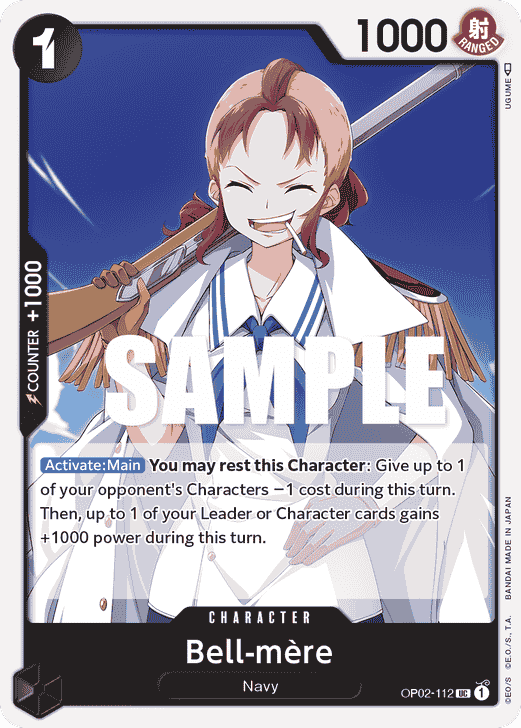 1
1000
射
RANGED
UGUME
COUNTER +1000
SAMPLE
Activate:Main You may rest this Character: Give up to 1
of your opponent's Characters −1 cost during this turn.
Then, up to 1 of your Leader or Character cards gains
+1000 power during this turn.
CHARACTER
Bell-mère
Navy
OP02-112 UC 1
©E.O/S ©E.O./S., T.A. BANDAI MADE IN JAPAN